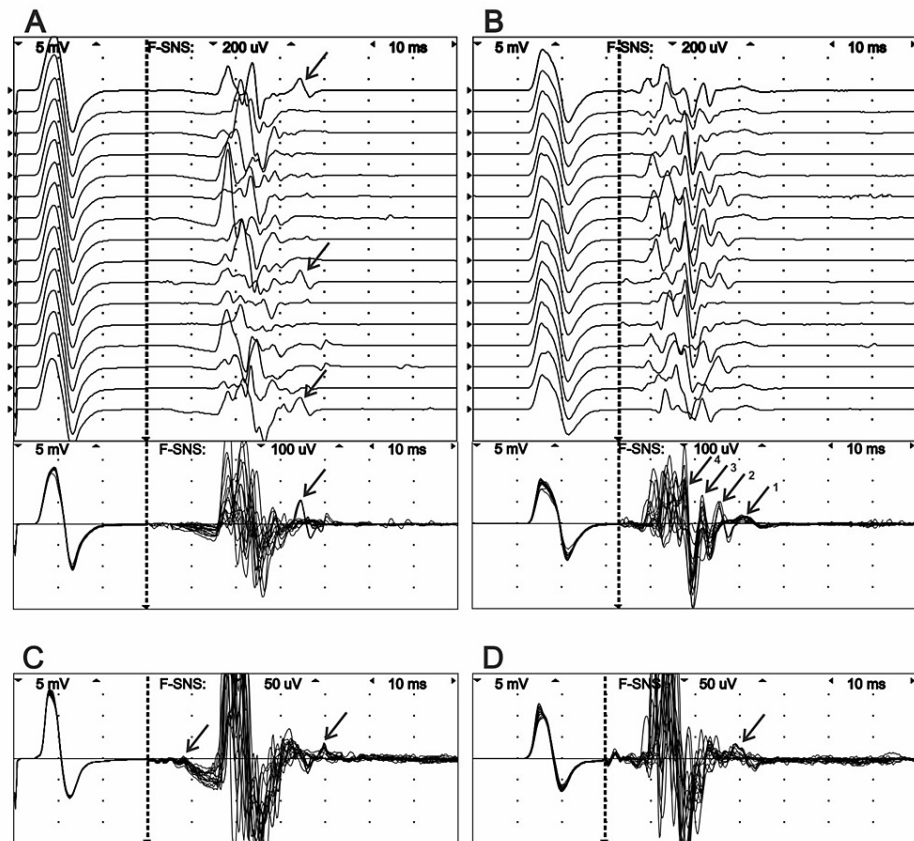 A
5 mV F-SNS: 200 uV 10 ms
5 mV F-SNS: 100 uV 10 ms
B
5 mV F-SNS: 200 uV 10 ms
5 mV F-SNS: 100 uV 10 ms
4
3
2
1
C
5 mV F-SNS: 50 uV 10 ms
D
5 mV F-SNS 50 uV 10 ms